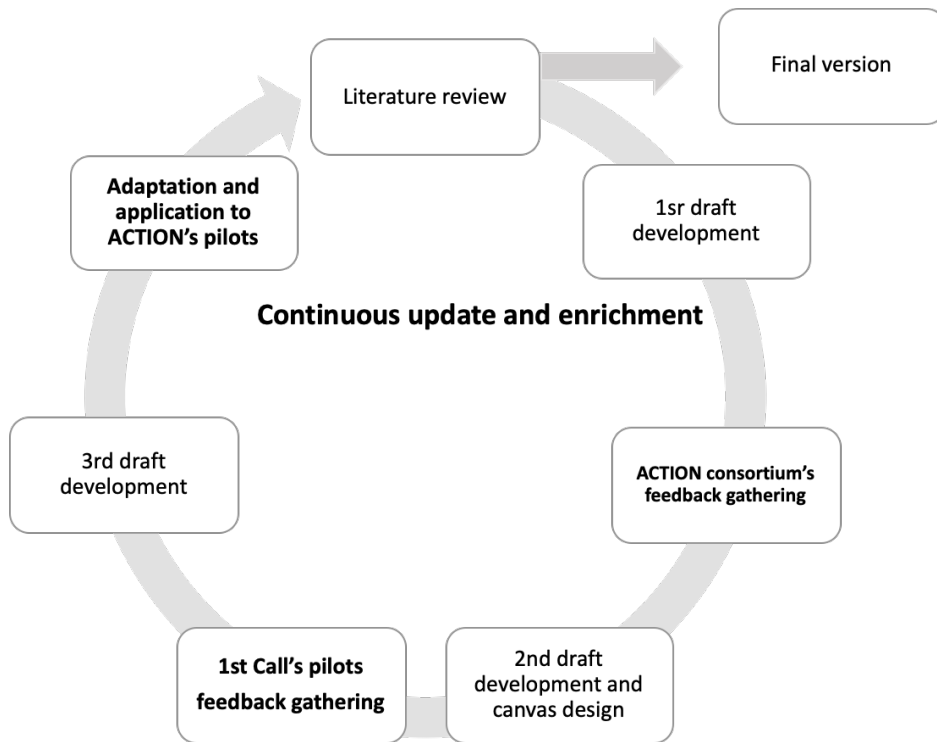 Literature review
Final version
1sr draft
development
ACTION consortium's
feedback gathering
2nd draft
development and
canvas design
1st Call's pilots
feedback gathering
3rd draft
development
Adaptation and
application to
ACTION's pilots
Continuous update and enrichment